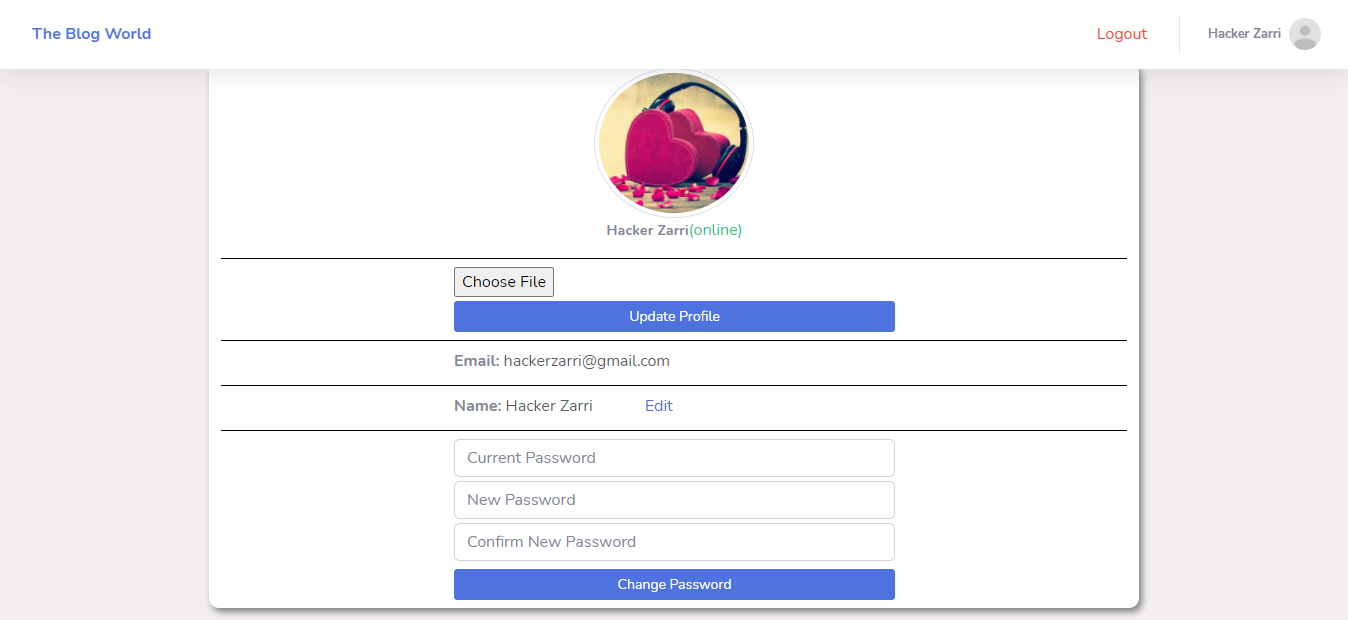 The Blog World
Logout
Hacker Zarri
Hacker Zarri(online)
Choose File
Update Profile
Email: hackerzarri@gmail.com
Name: Hacker Zarri Edit
Current Password
New Password
Confirm New Password
Change Password